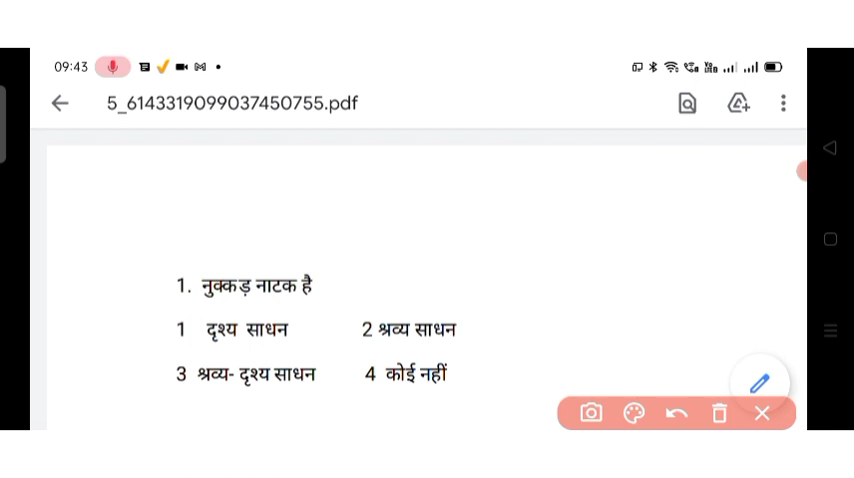 09:43
5_6143319099037450755.pdf
1. नुक्कड़ नाटक है
1 दृश्य साधन 2 श्रव्य साधन
3 श्रव्य- दृश्य साधन 4 कोई नहीं